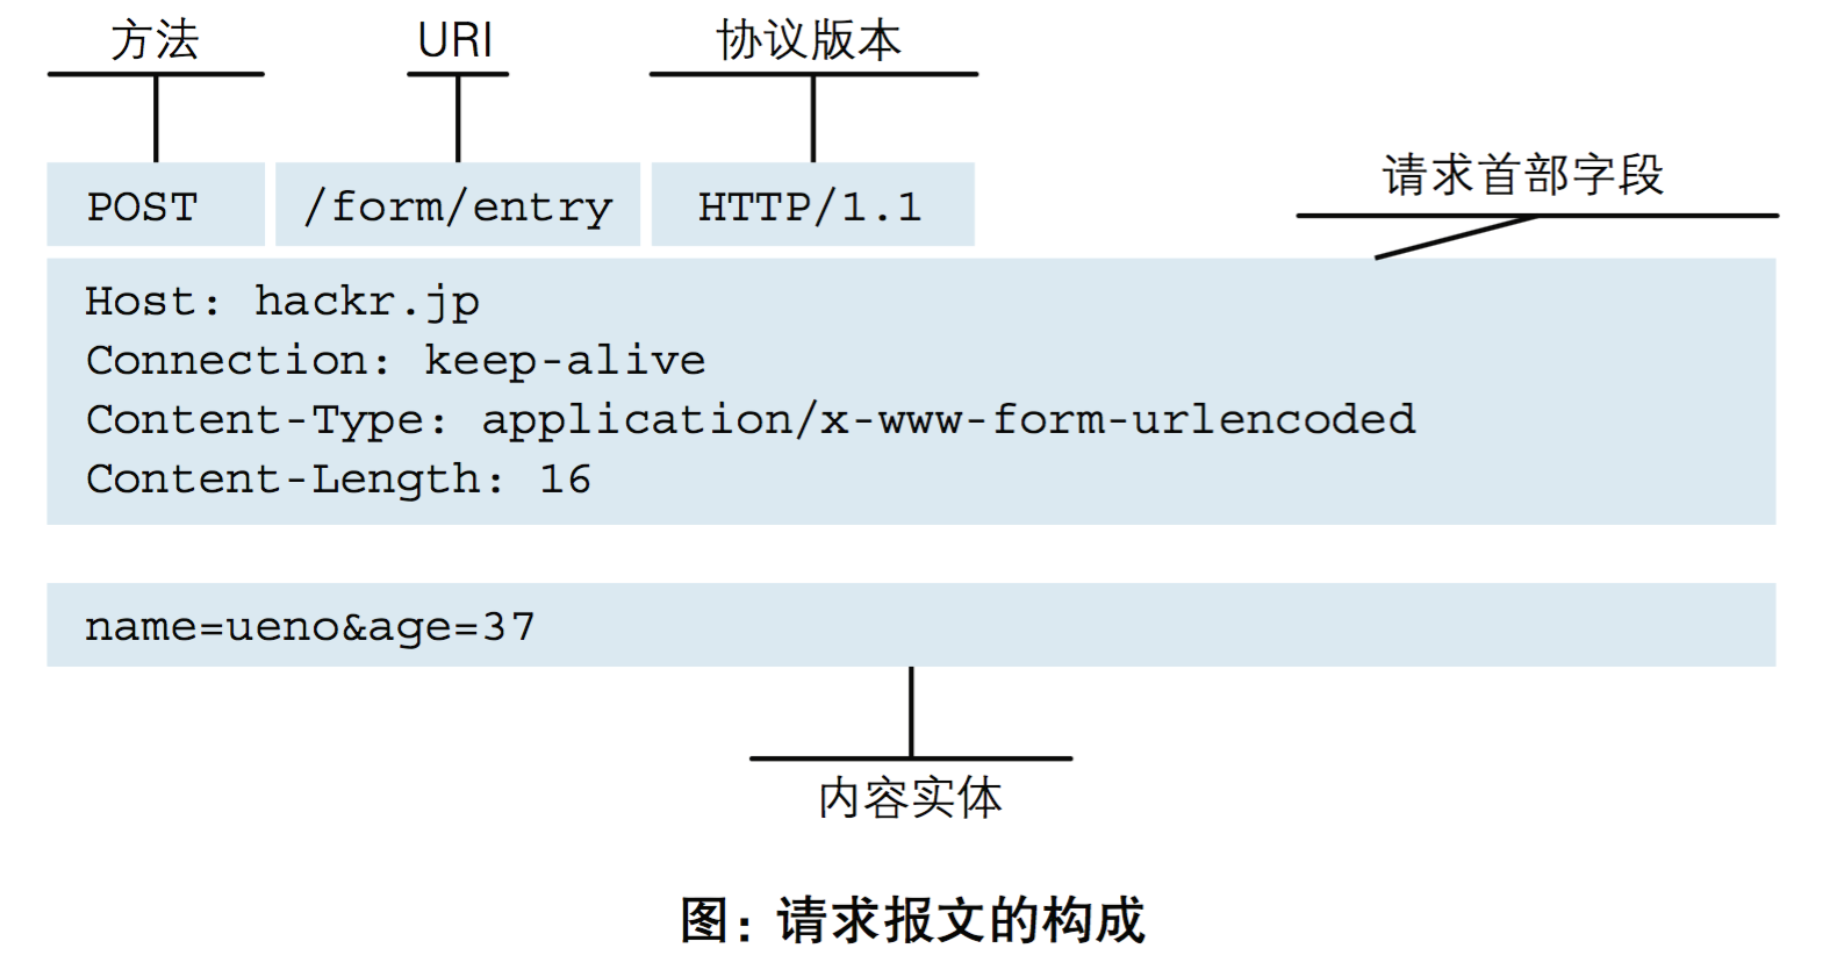 方法 URI 协议版本
请求首部字段
POST /form/entry HTTP/1.1
Host: hackr.jp
Connection: keep-alive
Content-Type: application/x-www-form-urlencoded
Content-Length: 16
name=ueno&age=37
内容实体
图：请求报文的构成